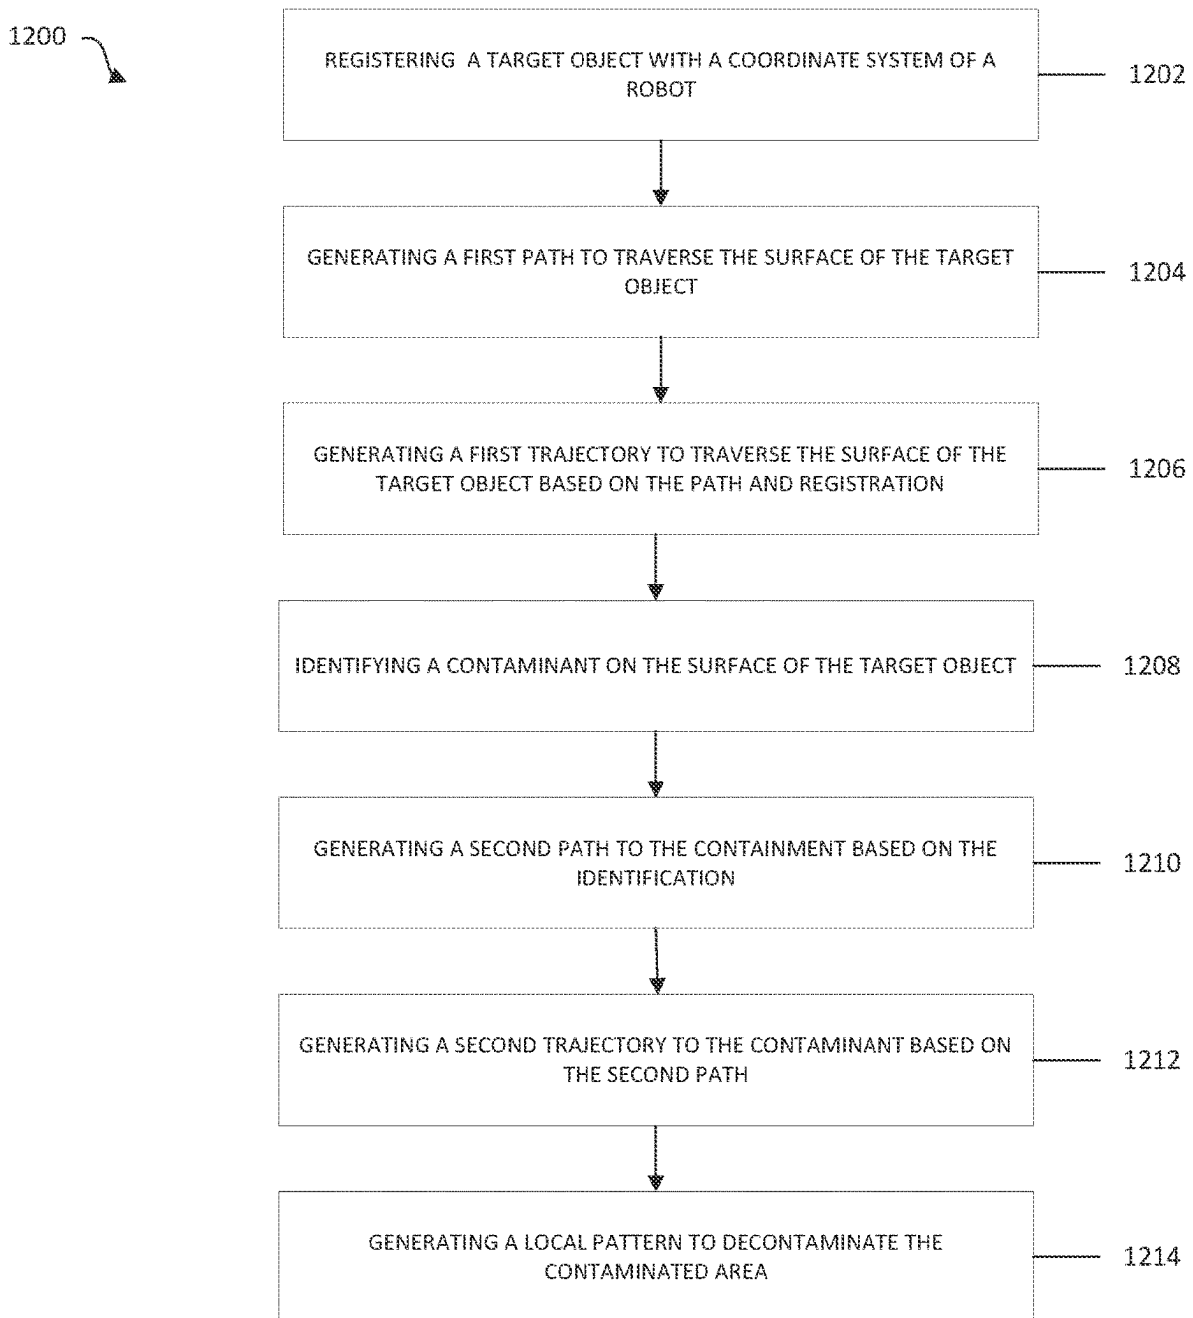 1200
REGISTERING A TARGET OBJECT WITH A COORDINATE SYSTEM OF A
ROBOT
1202
GENERATING A FIRST PATH TO TRAVERSE THE SURFACE OF THE TARGET
OBJECT
1204
GENERATING A FIRST TRAJECTORY TO TRAVERSE THE SURFACE OF THE
TARGET OBJECT BASED ON THE PATH AND REGISTRATION
1206
IDENTIFYING A CONTAMINANT ON THE SURFACE OF THE TARGET OBJECT
1208
GENERATING A SECOND PATH TO THE CONTAINMENT BASED ON THE
IDENTIFICATION
1210
GENERATING A SECOND TRAJECTORY TO THE CONTAMINANT BASED ON
THE SECOND PATH
1212
GENERATING A LOCAL PATTERN TO DECONTAMINATE THE
CONTAMINATED AREA
1214